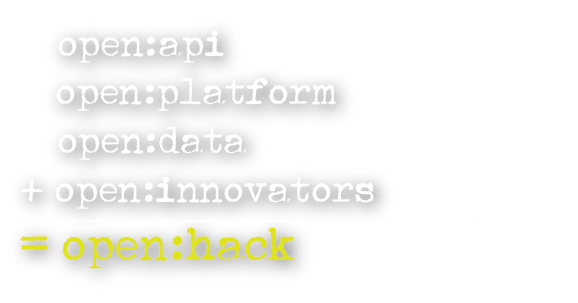 open:api
open:platform
open:data
+ open:innovators
= open:hack